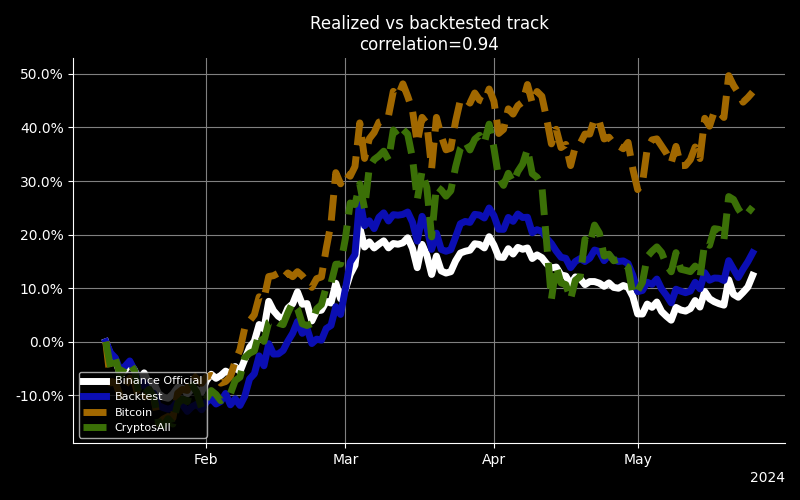 Realized vs backtested track
correlation=0.94
50.0%
40.0%
30.0%
20.0%
10.0%
0.0%
-10.0%
Binance Official
Backtest
Bitcoin
CryptosAll
Feb
Mar
Apr
May
2024